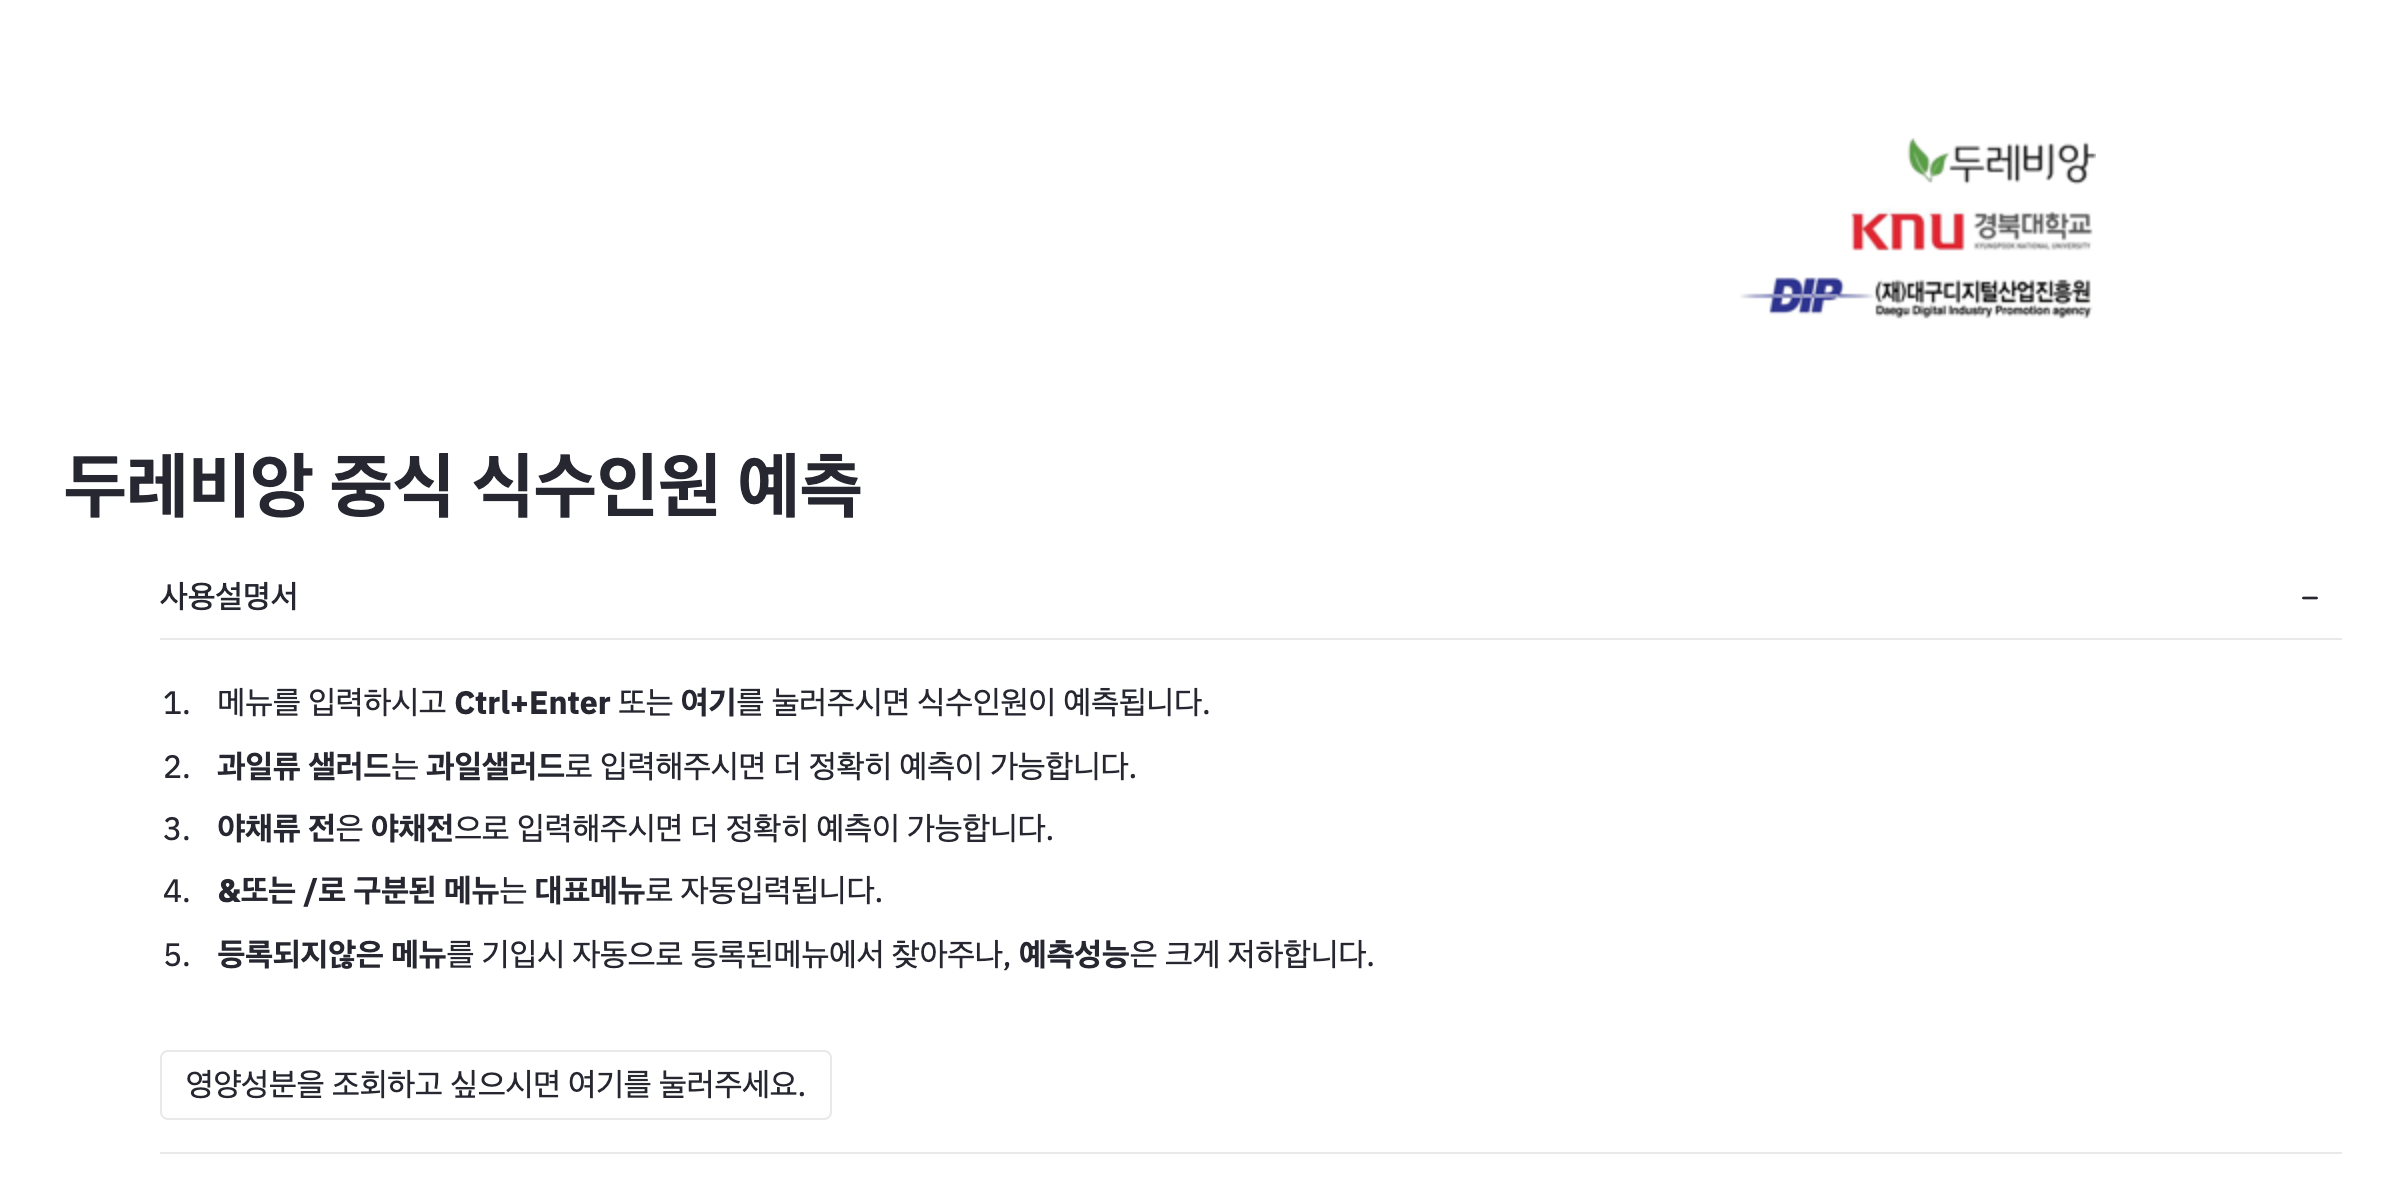 두레비앙
KNU 경북대학교
KYUNGPOOK NATIONAL UNIVERSITY
DIP (재)대구디지털산업진흥원
Daegu Digital Industry Promotion agency
두레비앙 중식 식수인원 예측
사용설명서
1. 메뉴를 입력하시고 Ctrl+Enter 또는 여기를 눌러주시면 식수인원이 예측됩니다.
2. 과일류 샐러드는 과일샐러드로 입력해주시면 더 정확히 예측이 가능합니다.
3. 야채류 전은 야채전으로 입력해주시면 더 정확히 예측이 가능합니다.
4. &또는 /로 구분된 메뉴는 대표메뉴로 자동입력됩니다.
5. 등록되지않은 메뉴를 기입시 자동으로 등록된메뉴에서 찾아주나, 예측성능은 크게 저하합니다.
영양성분을 조회하고 싶으시면 여기를 눌러주세요.